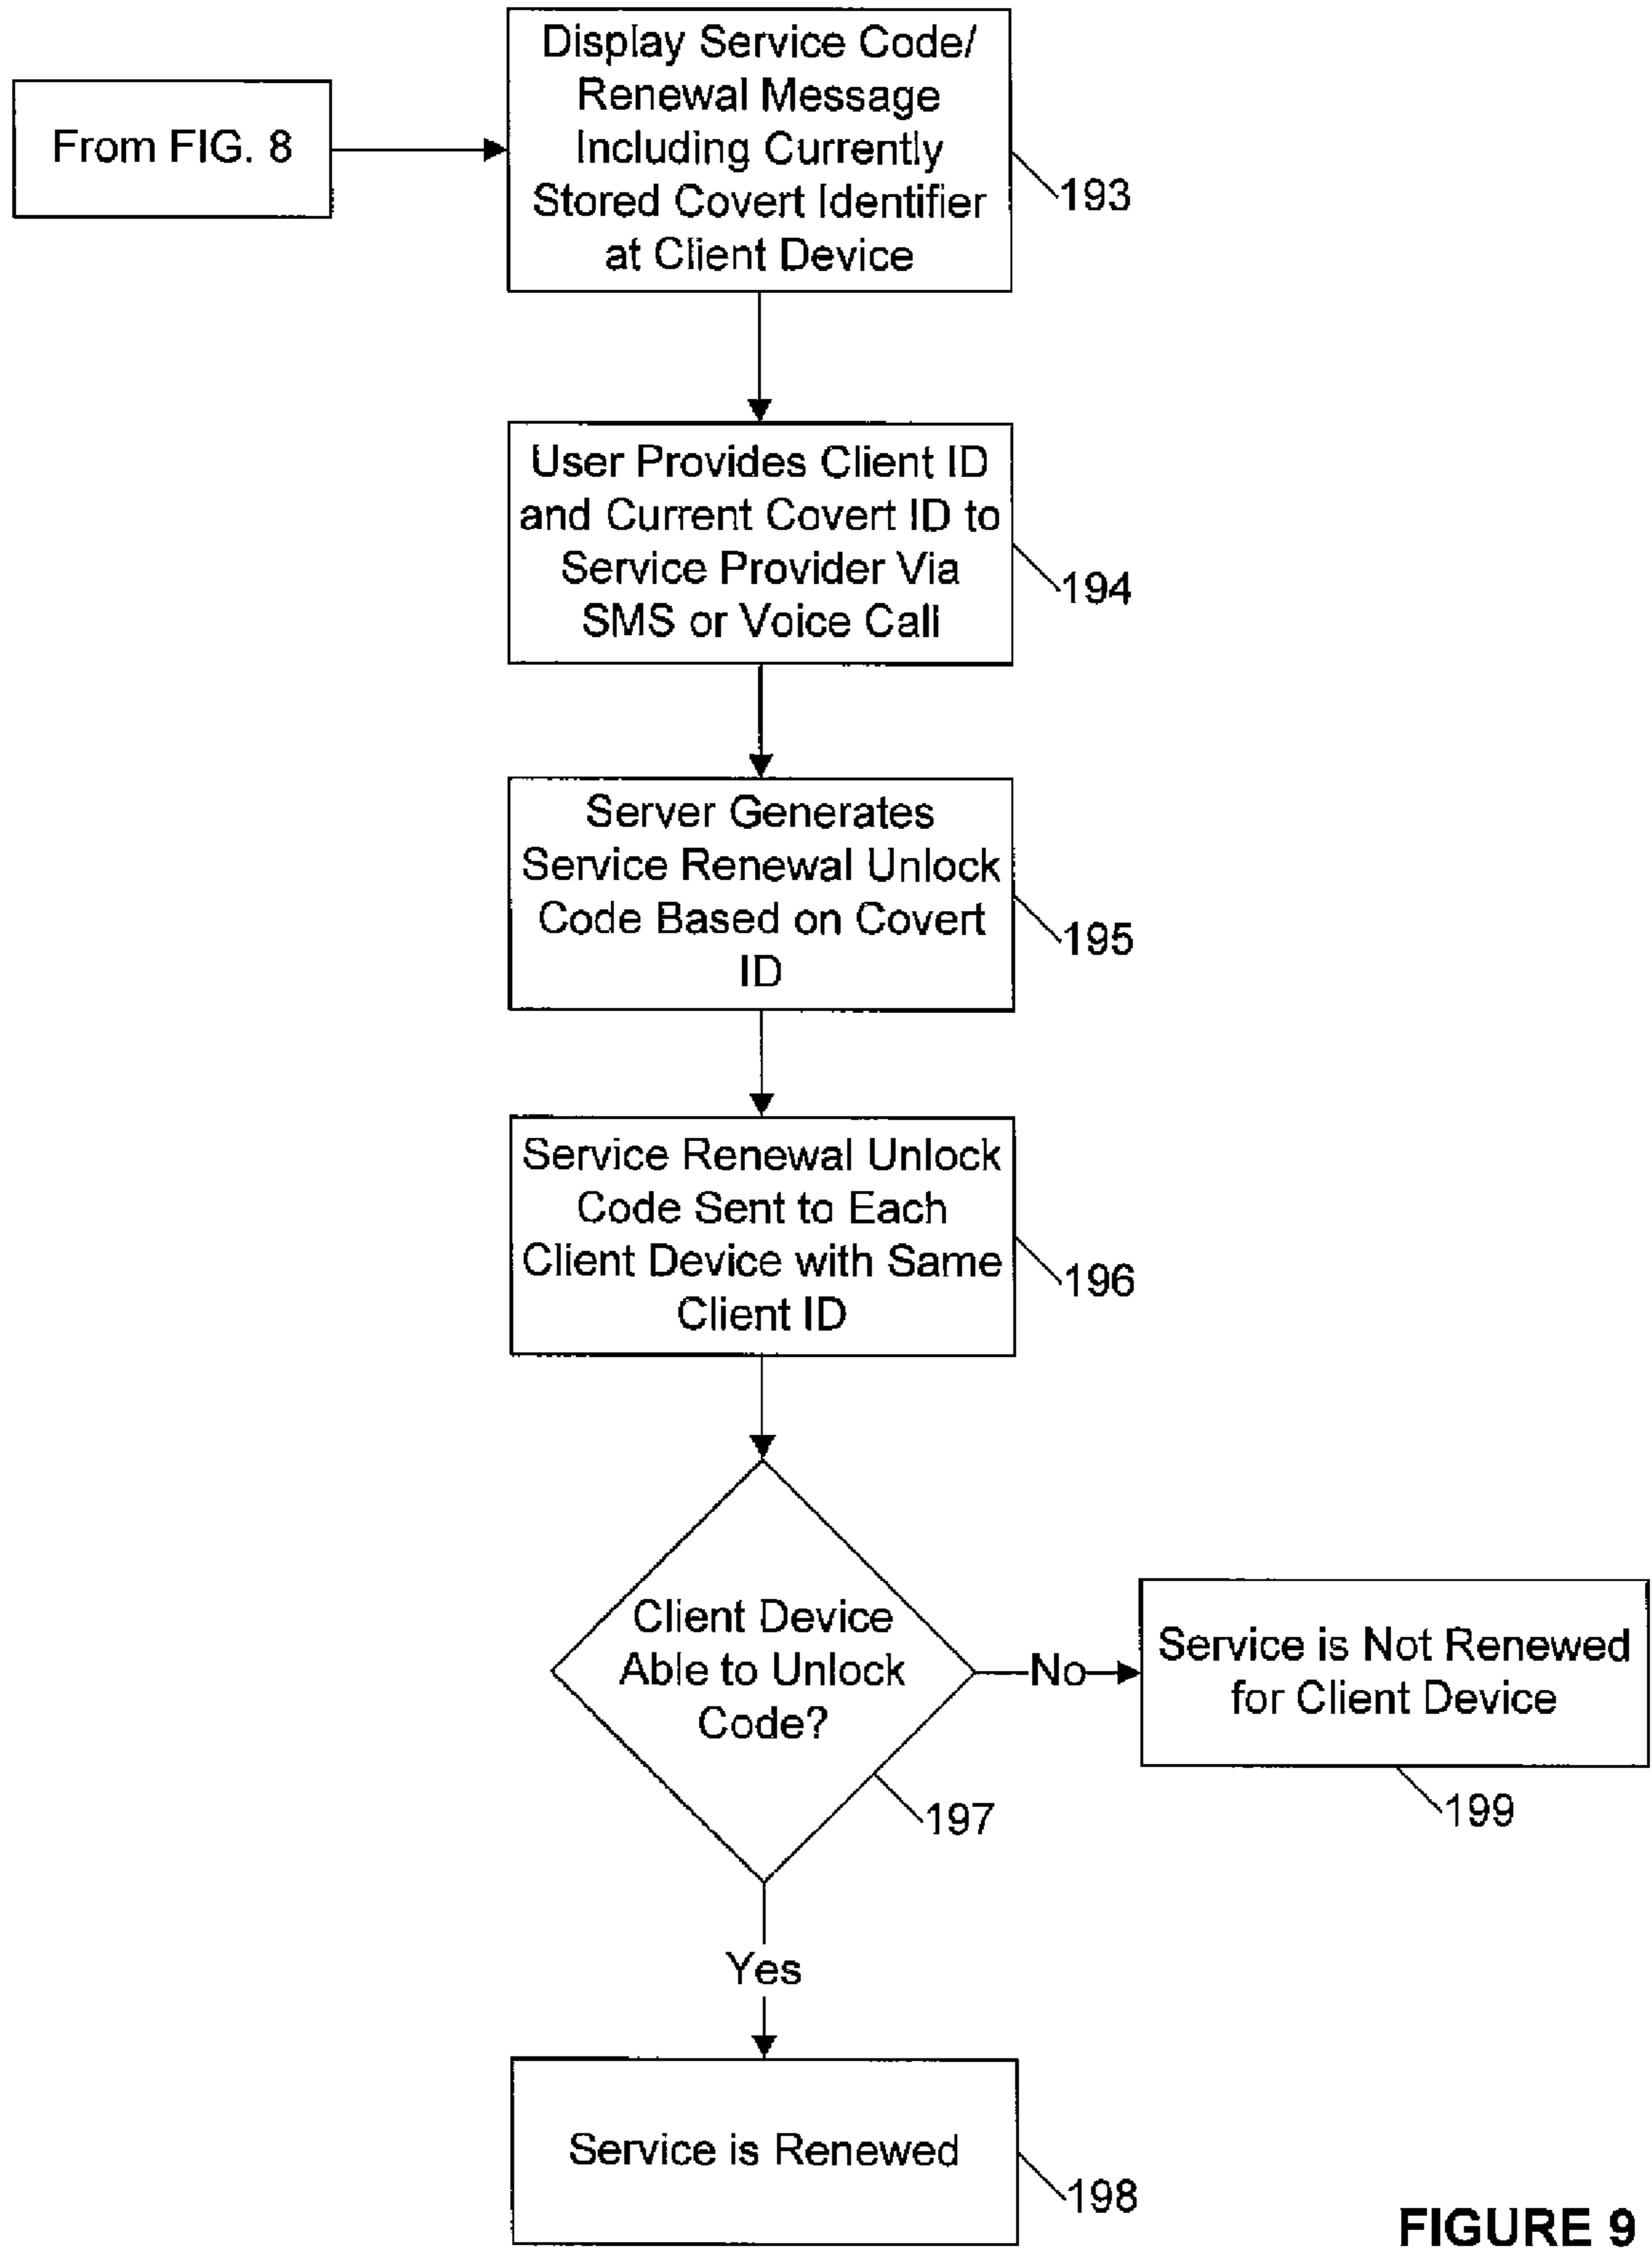 Display Service Code/
Renewal Message
Including Currently
Stored Covert Identifier
at Client Device
From FIG. 8
193
User Provides Client ID
and Current Covert ID to
Service Provider Via
SMS or Voice Call
194
Server Generates
Service Renewal Unlock
Code Based on Covert
ID
195
Service Renewal Unlock
Code Sent to Each
Client Device with Same
Client ID
196
Client Device
Able to Unlock
Code?
No
Service is Not Renewed
for Client Device
197
199
Yes
Service is Renewed
198
FIGURE 9